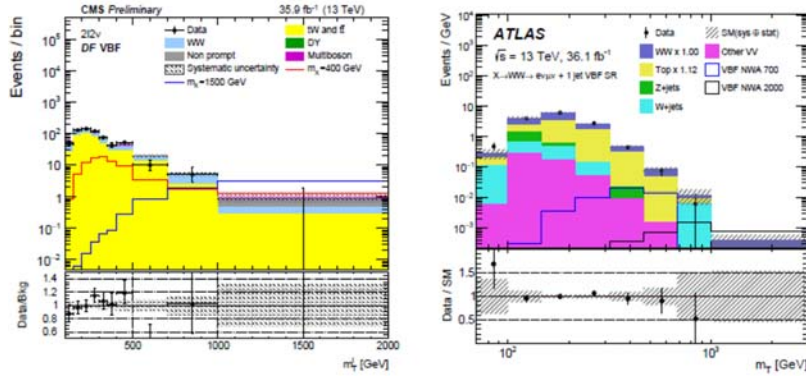 CMS Preliminary 35.9 fb⁻¹ (13 TeV)
Events / bin
10⁵
10⁴
10³
10²
10
1
10⁻¹
10⁻²
2l2ν
DF VBF
Data
WW
Non prompt
Systematic uncertainty
mₓ=1500 GeV
tW and tt̄
DY
Multiboson
mₓ=400 GeV
Data/Bkg
1.4
1.2
1
0.8
0.6
500 1000 1500 2000
[GeV]
Events / GeV
10⁴
10³
10²
10
1
10⁻¹
10⁻²
10⁻³
ATLAS
√s = 13 TeV, 36.1 fb⁻¹
X→WW→ eνμν + 1 jet VBF SR
Data
WW x 1.00
Top x 1.12
Z+jets
W+jets
SM(sys ⊕ stat)
Other VV
VBF NWA 700
VBF NWA 2000
Data / SM
1.5
1
0.5
10² 10³
m_T [GeV]